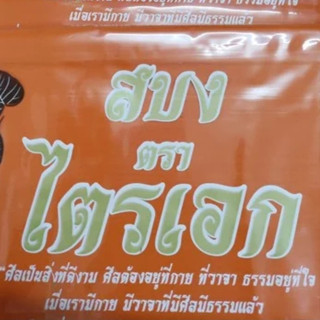 เมื่อเรามีกาย มีวาจาที่มีศีลมีธรรมแล้ว
สบง
ตรา
ไตรเอก
"ศีลเป็นสิ่งที่ดีงาม ศีลต้องอยู่ที่กาย ที่วาจา ธรรมอยู่ที่ใจ
เมื่อเรามีกาย มีวาจาที่มีศีลมีธรรมแล้ว